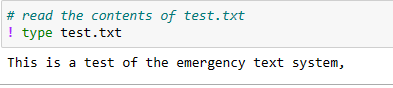 # read the contents of test.txt
! type test.txt
This is a test of the emergency text system,